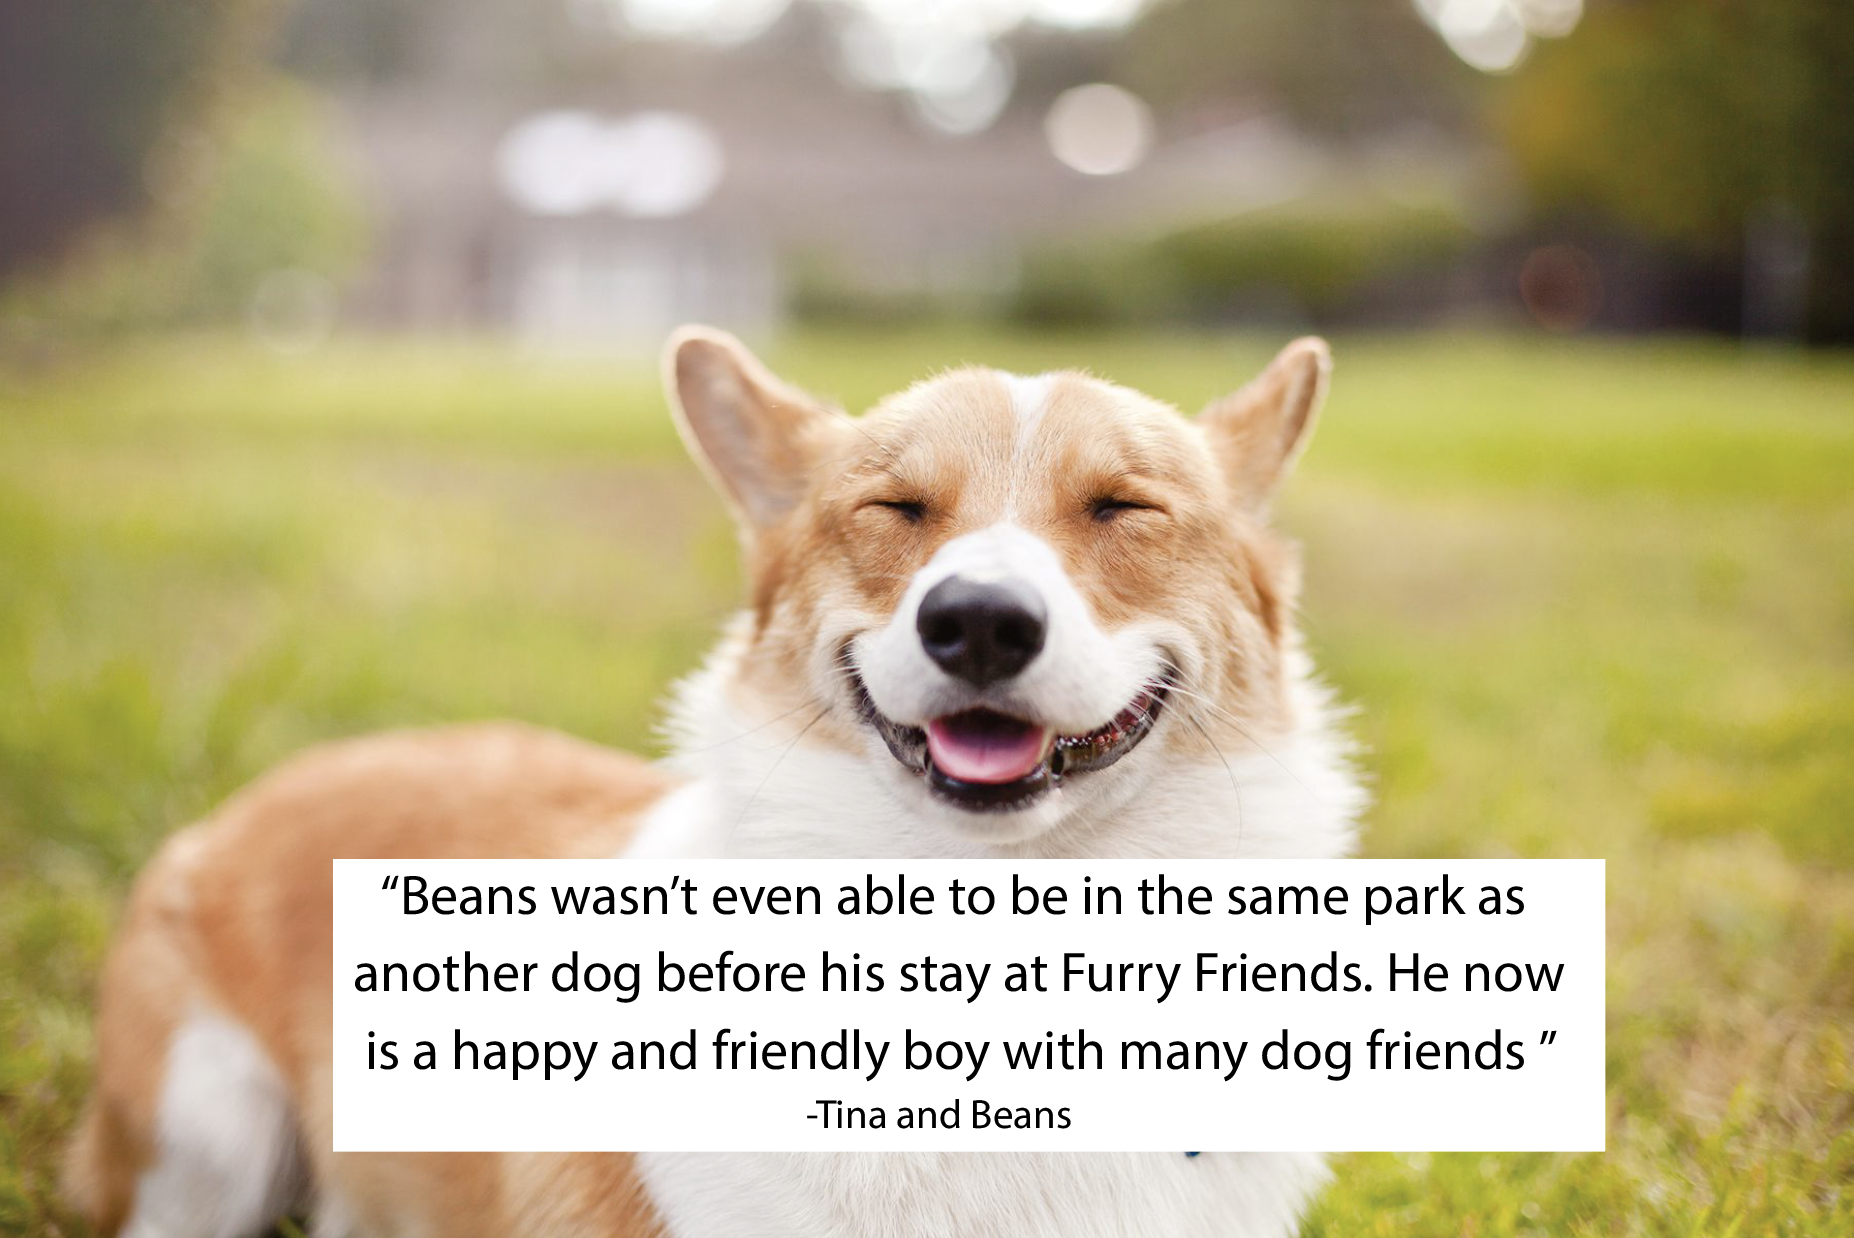 “Beans wasn’t even able to be in the same park as
another dog before his stay at Furry Friends. He now
is a happy and friendly boy with many dog friends ”
-Tina and Beans